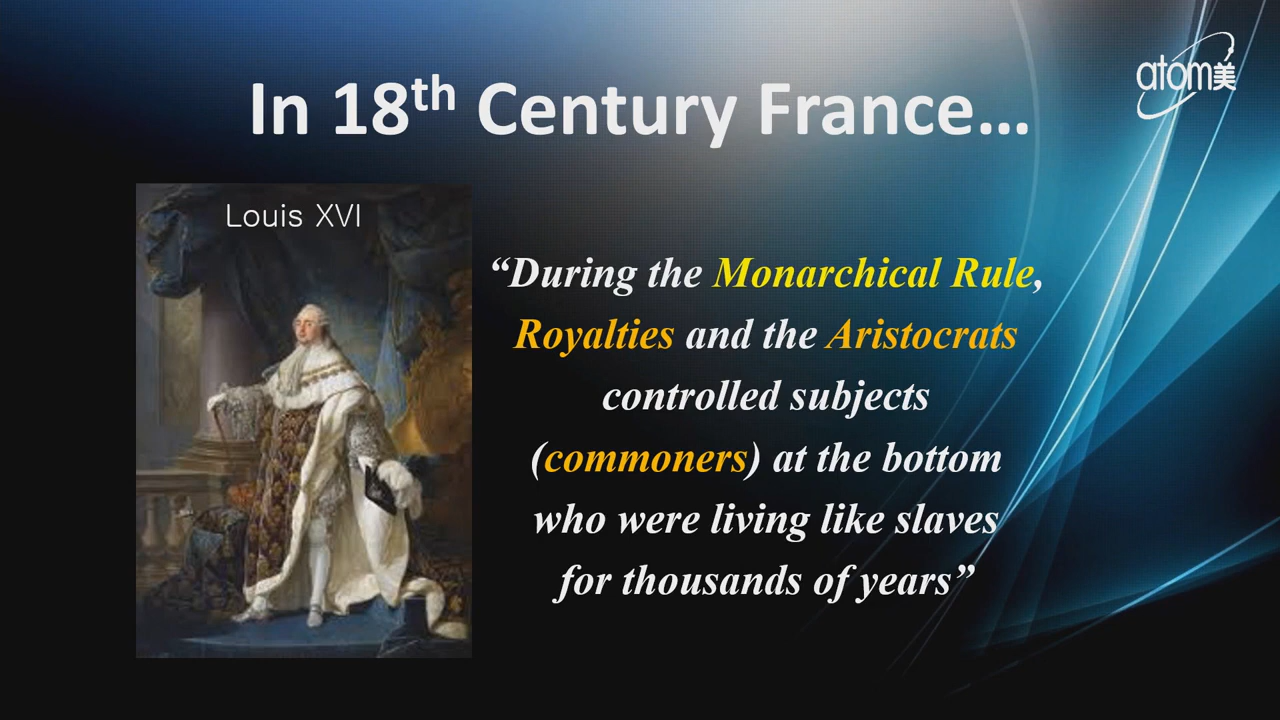 atom美
In 18th Century France...
Louis XVI
“During the Monarchical Rule,
Royalties and the Aristocrats
controlled subjects
(commoners) at the bottom
who were living like slaves
for thousands of years”